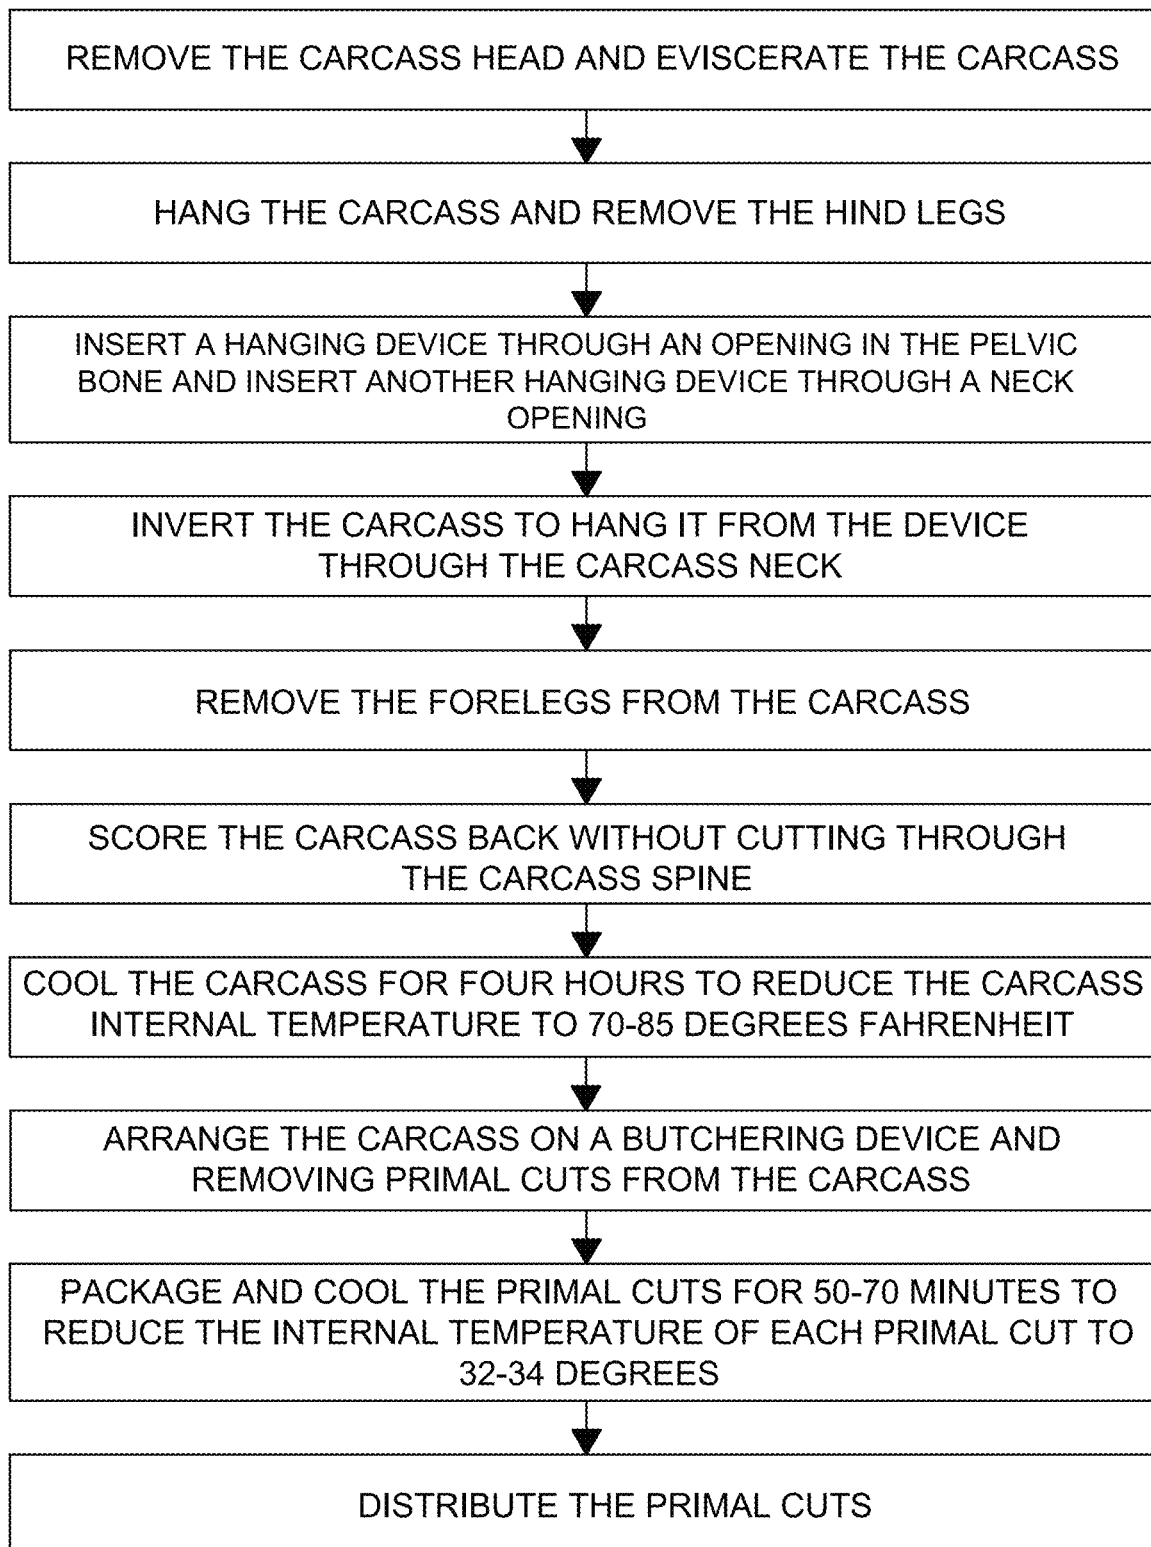 REMOVE THE CARCASS HEAD AND EVISCERATE THE CARCASS
HANG THE CARCASS AND REMOVE THE HIND LEGS
INSERT A HANGING DEVICE THROUGH AN OPENING IN THE PELVIC
BONE AND INSERT ANOTHER HANGING DEVICE THROUGH A NECK
OPENING
INVERT THE CARCASS TO HANG IT FROM THE DEVICE
THROUGH THE CARCASS NECK
REMOVE THE FORELEGS FROM THE CARCASS
SCORE THE CARCASS BACK WITHOUT CUTTING THROUGH
THE CARCASS SPINE
COOL THE CARCASS FOR FOUR HOURS TO REDUCE THE CARCASS
INTERNAL TEMPERATURE TO 70-85 DEGREES FAHRENHEIT
ARRANGE THE CARCASS ON A BUTCHERING DEVICE AND
REMOVING PRIMAL CUTS FROM THE CARCASS
PACKAGE AND COOL THE PRIMAL CUTS FOR 50-70 MINUTES TO
REDUCE THE INTERNAL TEMPERATURE OF EACH PRIMAL CUT TO
32-34 DEGREES
DISTRIBUTE THE PRIMAL CUTS